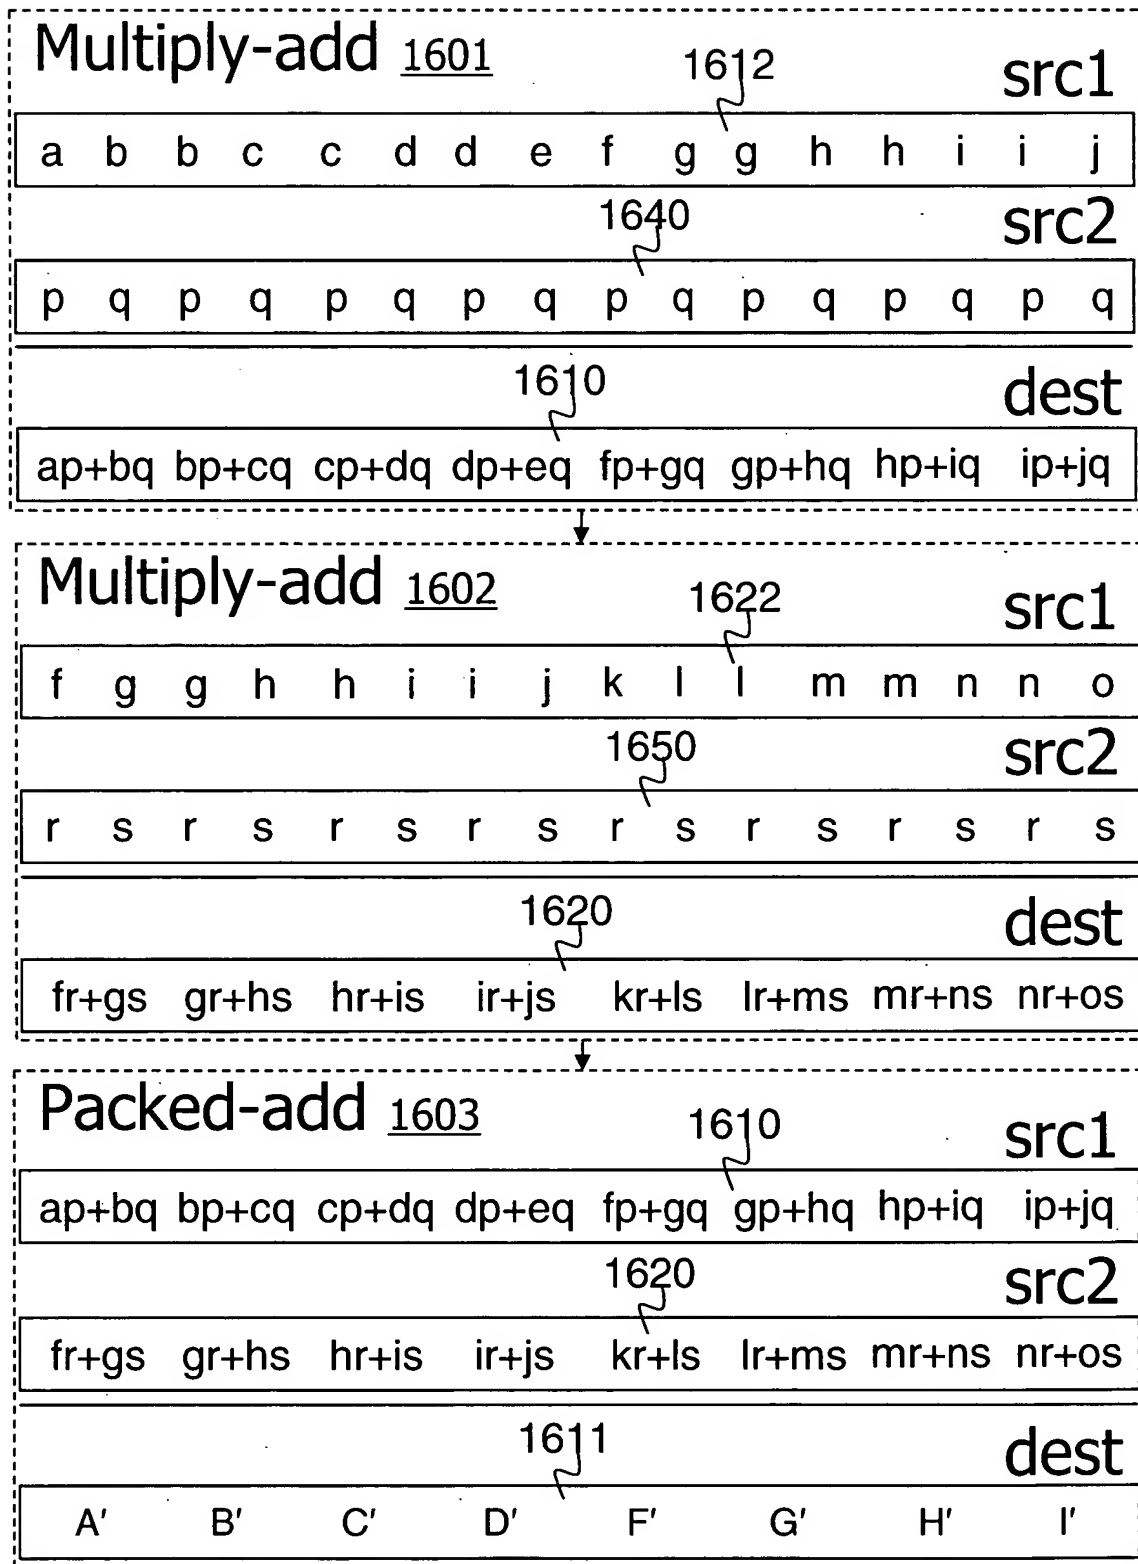 Multiply-add 1601 1612 src1
a b b c c d d e f g g h h i i j
1640 src2
p q p q p q p q p q p q p q p q
1610 dest
ap+bq bp+cq cp+dq dp+eq fp+gq gp+hq hp+iq ip+jq
Multiply-add 1602 1622 src1
f g g h h i i j k l l m m n n o
1650 src2
r s r s r s r s r s r s r s r s
1620 dest
fr+gs gr+hs hr+is ir+js kr+ls lr+ms mr+ns nr+os
Packed-add 1603 1610 src1
ap+bq bp+cq cp+dq dp+eq fp+gq gp+hq hp+iq ip+jq
1620 src2
fr+gs gr+hs hr+is ir+js kr+ls lr+ms mr+ns nr+os
1611 dest
A' B' C' D' F' G' H' I'